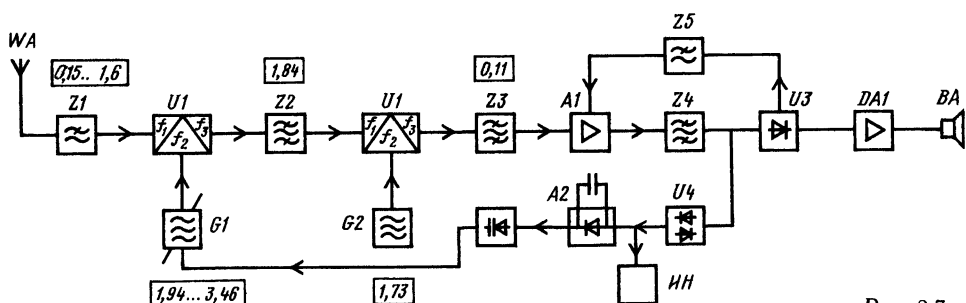 WA
0,15.. 1,6
Z1
U1
f1 f2 f3
1,84
Z2
U1
f1 f2 f3
0,11
Z3
A1
Z5
Z4
U3
DA1
BA
G1
G2
A2
U4
ИН
1,94...3,46
1,73